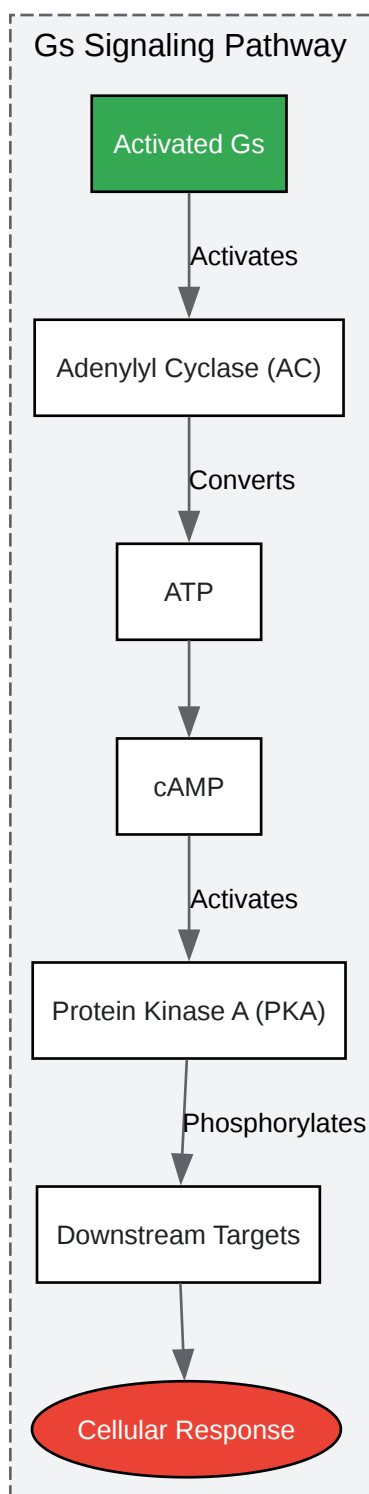 Gs Signaling Pathway
Activated Gs
Activates
Adenylyl Cyclase (AC)
Converts
ATP
cAMP
Activates
Protein Kinase A (PKA)
Phosphorylates
Downstream Targets
Cellular Response